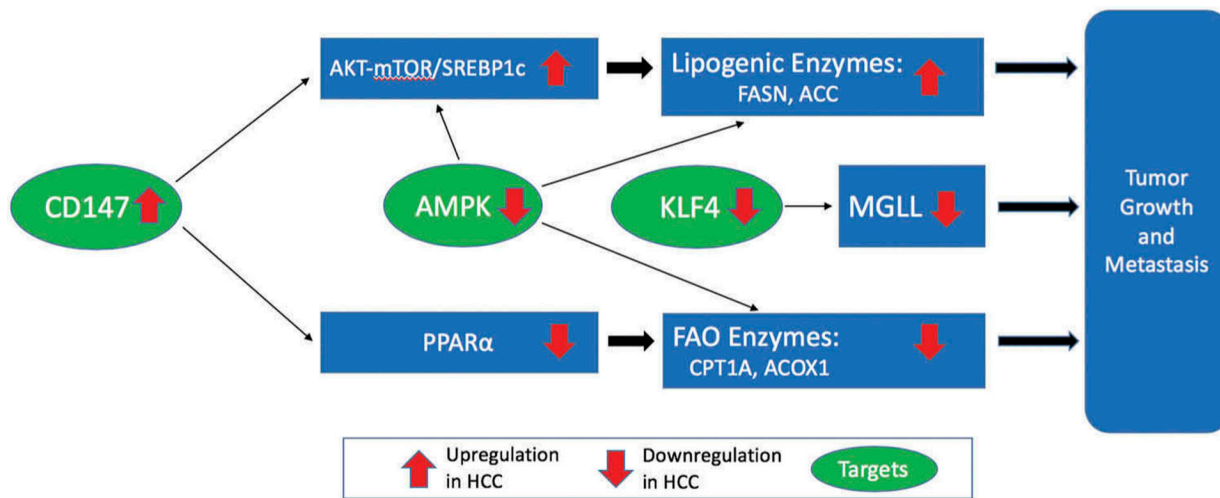 AKT-mTOR/SREBP1c
Lipogenic Enzymes:
FASN, ACC
CD147
AMPK
KLF4
MGLL
Tumor
Growth
and
Metastasis
PPARα
FAO Enzymes:
CPT1A, ACOX1
Upregulation
in HCC
Downregulation
in HCC
Targets